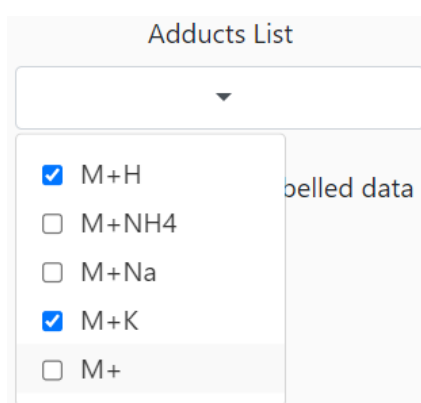 Adducts List
M+H
belled data
M+NH4
M+Na
M+K
M+